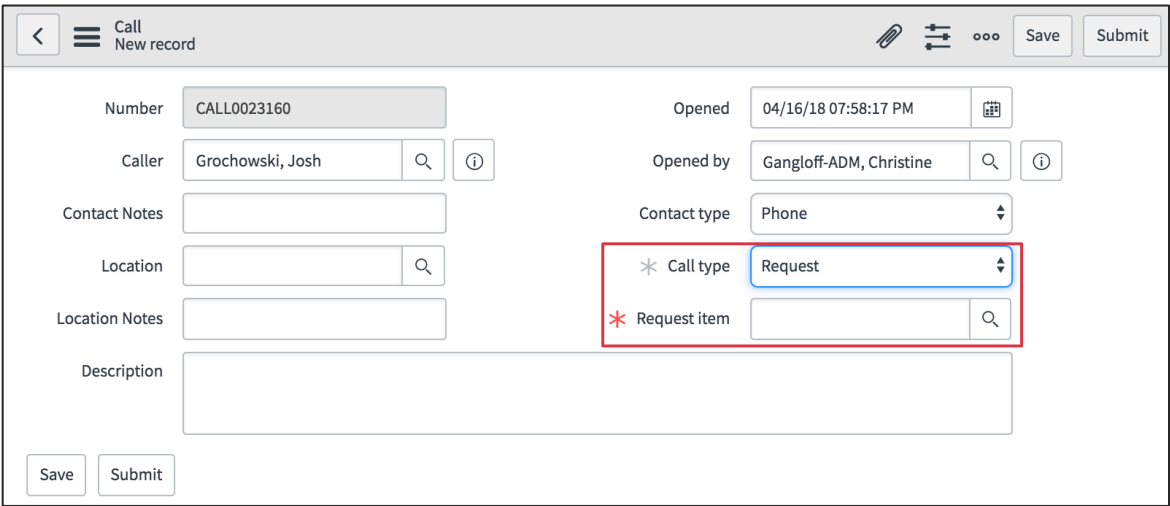 Call
New record
Save Submit
Number CALL0023160 Opened 04/16/18 07:58:17 PM
Caller Grochowski, Josh Opened by Gangloff-ADM, Christine
Contact Notes Contact type Phone
Location * Call type Request
Location Notes * Request item
Description
Save Submit